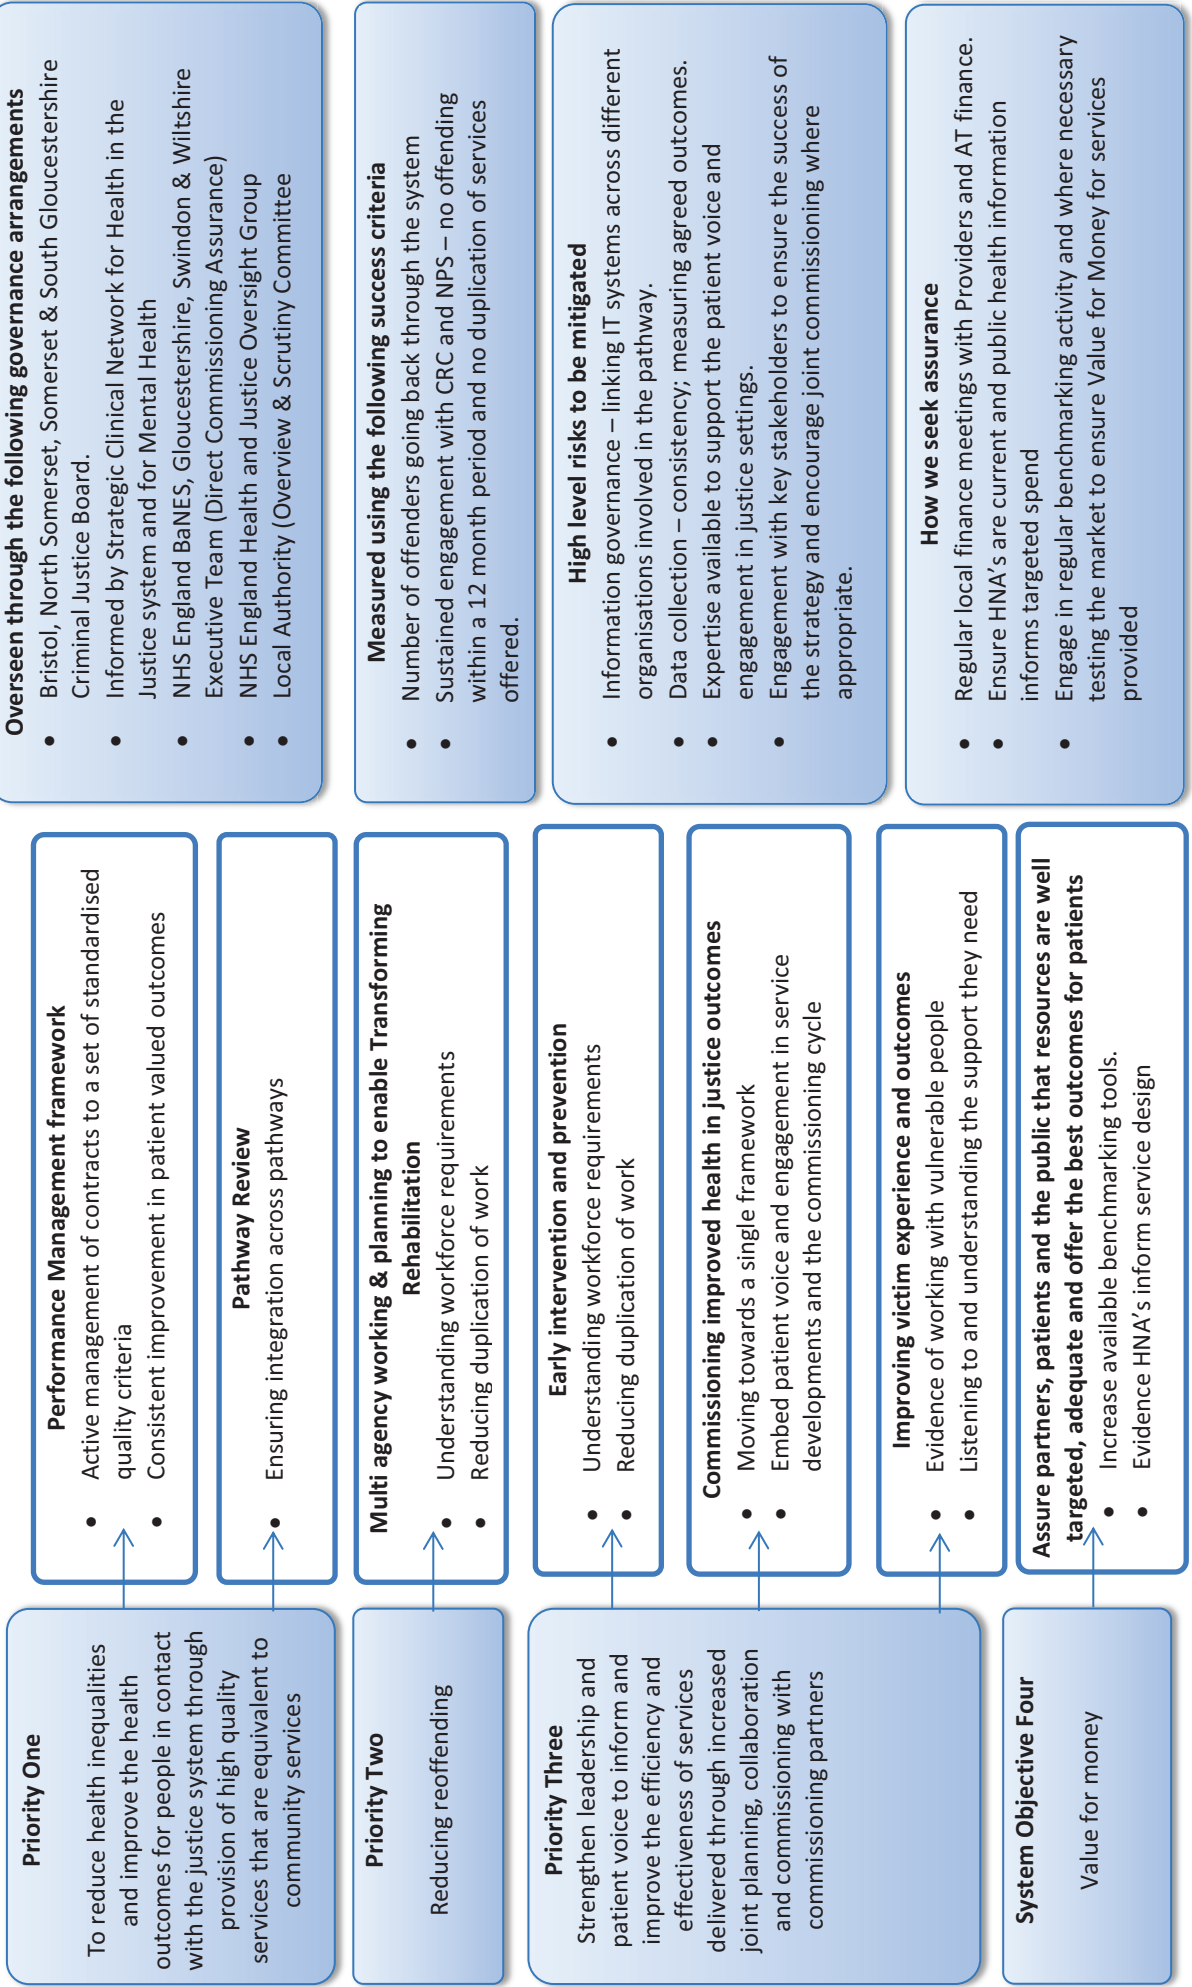 Priority One
To reduce health inequalities
and improve the health
outcomes for people in contact
with the justice system through
provision of high quality
services that are equivalent to
community services
Priority Two
Reducing reoffending
Priority Three
Strengthen leadership and
patient voice to inform and
improve the efficiency and
effectiveness of services
delivered through increased
joint planning, collaboration
and commissioning with
commissioning partners
System Objective Four
Value for money
Performance Management framework
• Active management of contracts to a set of standardised
quality criteria
• Consistent improvement in patient valued outcomes
Pathway Review
• Ensuring integration across pathways
Multi agency working & planning to enable Transforming
Rehabilitation
• Understanding workforce requirements
• Reducing duplication of work
Early intervention and prevention
• Understanding workforce requirements
• Reducing duplication of work
Commissioning improved health in justice outcomes
• Moving towards a single framework
• Embed patient voice and engagement in service
developments and the commissioning cycle
Improving victim experience and outcomes
• Evidence of working with vulnerable people
• Listening to and understanding the support they need
Assure partners, patients and the public that resources are well
targeted, adequate and offer the best outcomes for patients
• Increase available benchmarking tools.
• Evidence HNA's inform service design
Overseen through the following governance arrangements
• Bristol, North Somerset, Somerset & South Gloucestershire
Criminal Justice Board.
• Informed by Strategic Clinical Network for Health in the
Justice system and for Mental Health
• NHS England BaNES, Gloucestershire, Swindon & Wiltshire
Executive Team (Direct Commissioning Assurance)
• NHS England Health and Justice Oversight Group
• Local Authority (Overview & Scrutiny Committee
Measured using the following success criteria
• Number of offenders going back through the system
• Sustained engagement with CRC and NPS – no offending
within a 12 month period and no duplication of services
offered.
High level risks to be mitigated
• Information governance – linking IT systems across different
organisations involved in the pathway.
• Data collection – consistency; measuring agreed outcomes.
• Expertise available to support the patient voice and
engagement in justice settings.
• Engagement with key stakeholders to ensure the success of
the strategy and encourage joint commissioning where
appropriate.
How we seek assurance
• Regular local finance meetings with Providers and AT finance.
• Ensure HNA's are current and public health information
informs targeted spend
• Engage in regular benchmarking activity and where necessary
testing the market to ensure Value for Money for services
provided